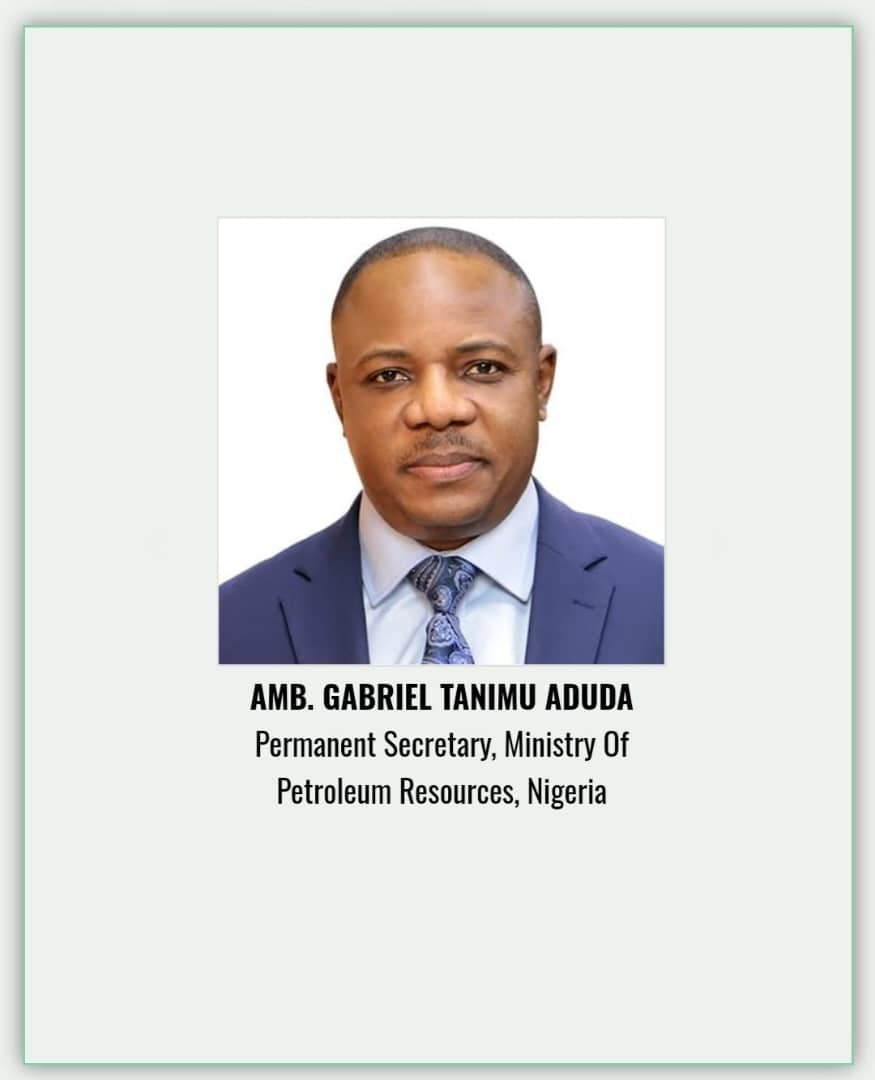 AMB. GABRIEL TANIMU ADUDA
Permanent Secretary, Ministry Of
Petroleum Resources, Nigeria